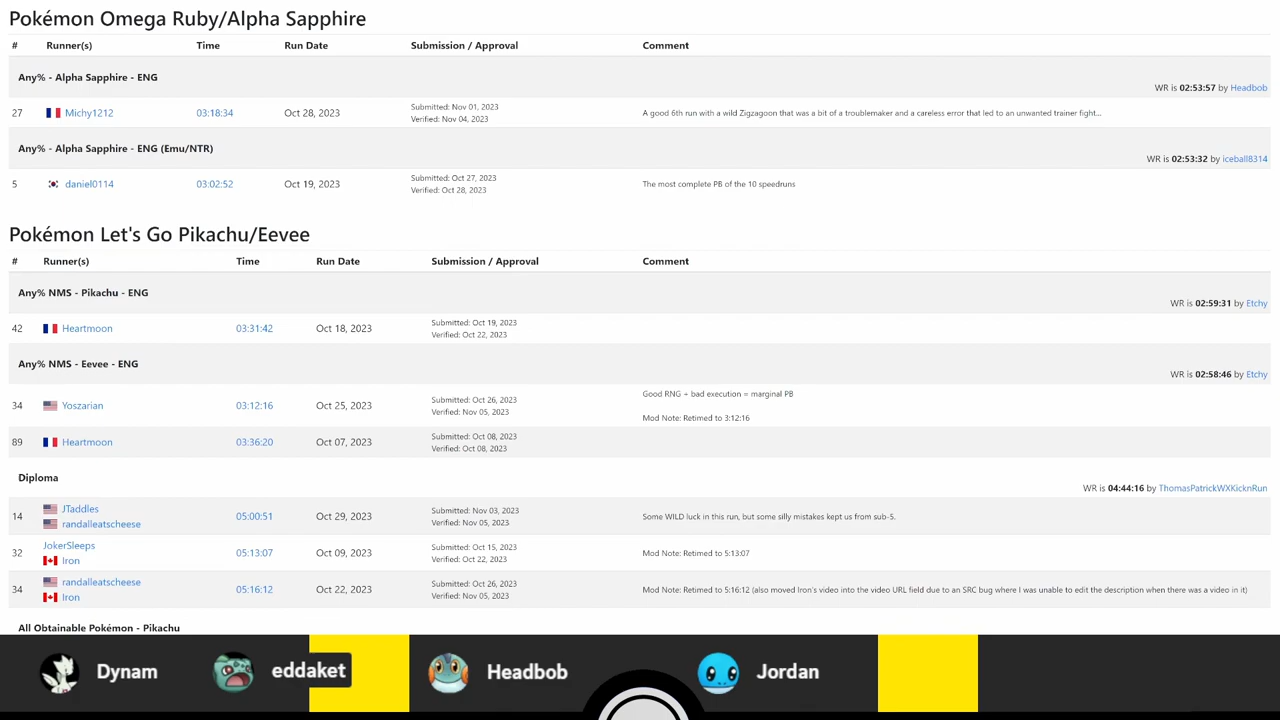 Pokémon Omega Ruby/Alpha Sapphire
# Runner(s) Time Run Date Submission / Approval Comment
Any% - Alpha Sapphire - ENG
WR is 02:53:57 by Headbob
27 Michy1212 03:18:34 Oct 28, 2023 Submitted: Nov 01, 2023 Verified: Nov 04, 2023 A good 6th run with a wild Zigzagoon that was a bit of a troublemaker and a careless error that led to an unwanted trainer fight...
Any% - Alpha Sapphire - ENG (Emu/NTR)
WR is 02:53:32 by iceball8314
5 daniel0114 03:02:52 Oct 19, 2023 Submitted: Oct 27, 2023 Verified: Oct 28, 2023 The most complete PB of the 10 speedruns
Pokémon Let's Go Pikachu/Eevee
# Runner(s) Time Run Date Submission / Approval Comment
Any% NMS - Pikachu - ENG
WR is 02:59:31 by Etchy
42 Heartmoon 03:31:42 Oct 18, 2023 Submitted: Oct 19, 2023 Verified: Oct 22, 2023
Any% NMS - Eevee - ENG
WR is 02:58:46 by Etchy
34 Yoszarian 03:12:16 Oct 25, 2023 Submitted: Oct 26, 2023 Verified: Nov 05, 2023 Good RNG + bad execution = marginal PB
Mod Note: Retimed to 3:12:16
89 Heartmoon 03:36:20 Oct 07, 2023 Submitted: Oct 08, 2023 Verified: Oct 08, 2023
Diploma
WR is 04:44:16 by ThomasPatrickWXKicknRun
14 JTaddles randalleatscheese 05:00:51 Oct 29, 2023 Submitted: Nov 03, 2023 Verified: Nov 05, 2023 Some WILD luck in this run, but some silly mistakes kept us from sub-5.
32 JokerSleeps Iron 05:13:07 Oct 09, 2023 Submitted: Oct 15, 2023 Verified: Oct 22, 2023 Mod Note: Retimed to 5:13:07
34 randalleatscheese Iron 05:16:12 Oct 22, 2023 Submitted: Oct 26, 2023 Verified: Nov 05, 2023 Mod Note: Retimed to 5:16:12 (also moved Iron's video into the video URL field due to an SRC bug where I was unable to edit the description when there was a video in it)
All Obtainable Pokémon - Pikachu
Dynam eddaket Headbob Jordan